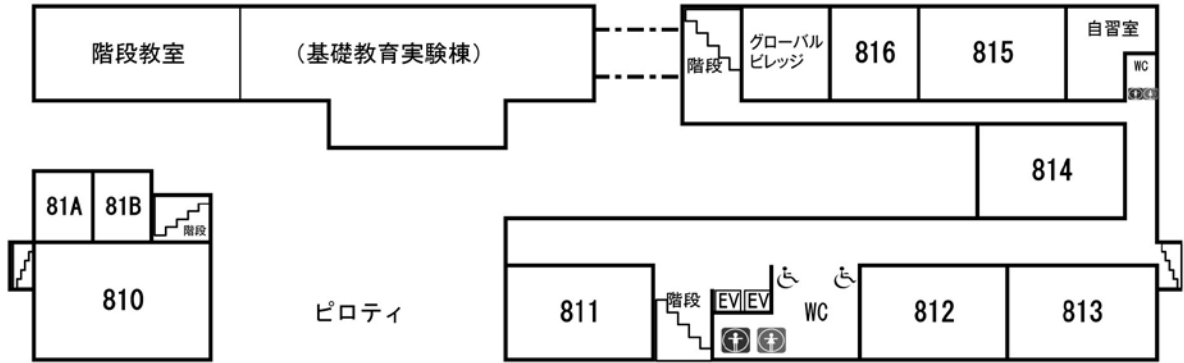 階段教室
（基礎教育実験棟）
階段
グローバル
ビレッジ
816
815
自習室
WC
814
81A
81B
階段
810
ピロティ
811
階段
EV
EV
WC
812
813